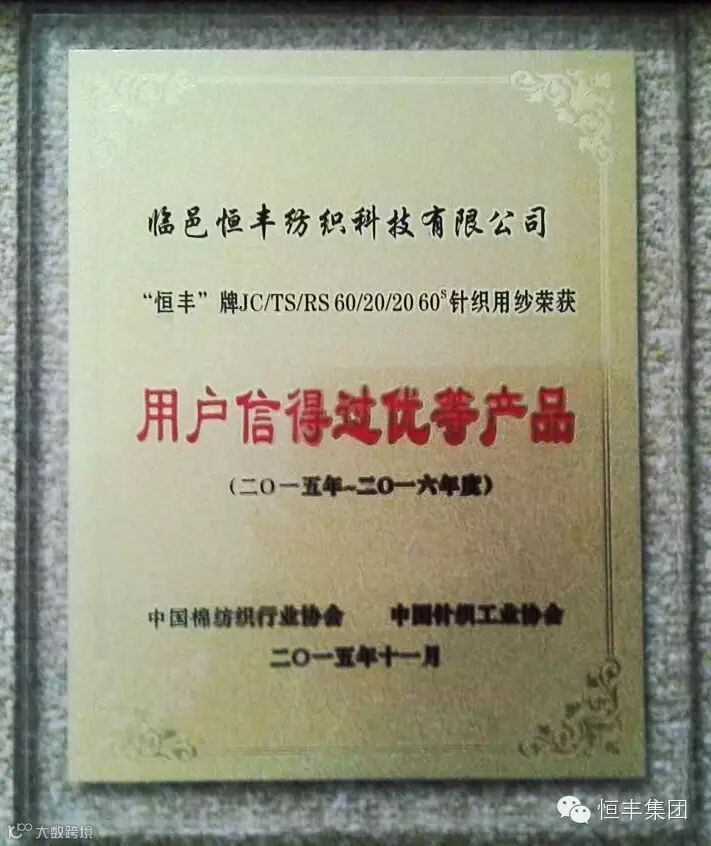 临邑恒丰纺织科技有限公司
“恒丰”牌JC/TS/RS 60/20/20 60ˢ针织用纱荣获
用户信得过优等产品
(二〇一五年~二〇一六年度)
中国棉纺织行业协会 中国针织工业协会
二〇一五年十一月
恒丰集团
大数跨境